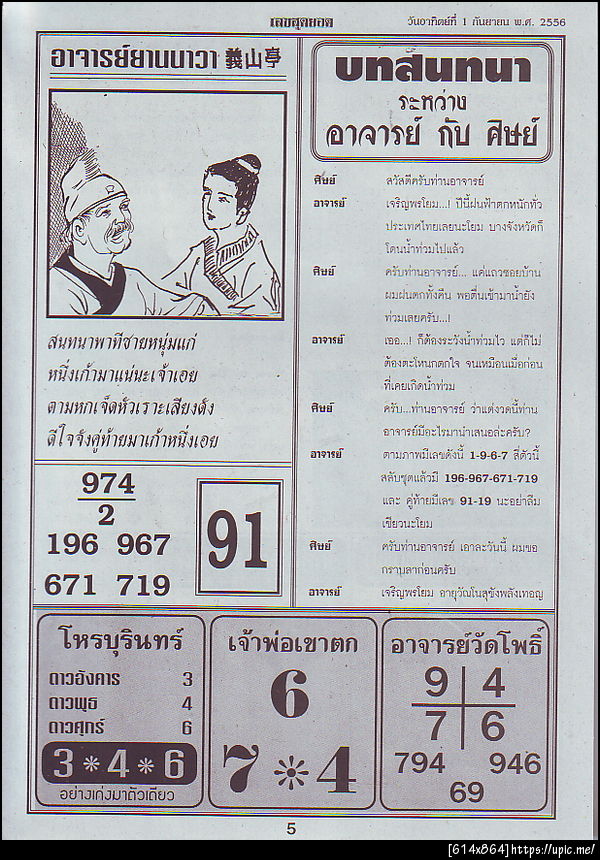 เลขสุดยอด
วันอาทิตย์ที่ 1 กันยายน พ.ศ. 2556
อาจารย์ยานนาวา 義山亭
สนทนาพาทีชายหนุ่มแก่
หนึ่งเก้ามาแน่นะเจ้าเอย
ตามหกเจ็ดหัวเราะเสียงดัง
ดีใจจังคู่ท้ายมาเก้าหนึ่งเอย
974
2
196 967
671 719
91
บทสนทนา
ระหว่าง
อาจารย์ กับ ศิษย์
ศิษย์ สวัสดีครับท่านอาจารย์
อาจารย์ เจริญพรโยม...! ปีนี้ฝนฟ้าตกหนักทั่ว
ประเทศไทยเลยนะโยม บางจังหวัดก็
โดนน้ำท่วมไปแล้ว
ศิษย์ ครับท่านอาจารย์... แค่แถวซอยบ้าน
ผมฝนตกทั้งคืน พอตื่นเช้ามาน้ำยัง
ท่วมเลยครับ...!
อาจารย์ เออ...! ก็ต้องระวังน้ำท่วมไว แต่ก็ไม่
ต้องตะโหนกตกใจ จนเหมือนเมื่อก่อน
ที่เคยเกิดน้ำท่วม
ศิษย์ ครับ...ท่านอาจารย์ ว่าแต่งวดนี้ท่าน
อาจารย์มีอะไรมานำเสนอล่ะครับ?
อาจารย์ ตามภาพมีเลขดังนี้ 1-9-6-7 สี่ตัวนี้
สลับชุดแล้วมี 196-967-671-719
และ คู่ท้ายมีเลข 91-19 นะอย่าลืม
เชียวนะโยม
ศิษย์ ครับท่านอาจารย์ เอาละวันนี้ ผมขอ
กราบลาก่อนครับ
อาจารย์ เจริญพรโยม อายุวัฒโนสุขังพลังเทอญ
โหรบุรินทร์
ดาวอังคาร 3
ดาวพุธ 4
ดาวศุกร์ 6
3*4*6
อย่างเก่งมาตัวเดียว
เจ้าพ่อเขาตก
6
7*4
อาจารย์วัดโพธิ์
9 4
7 6
794 946
69
5
[614x864]https://upic.me/